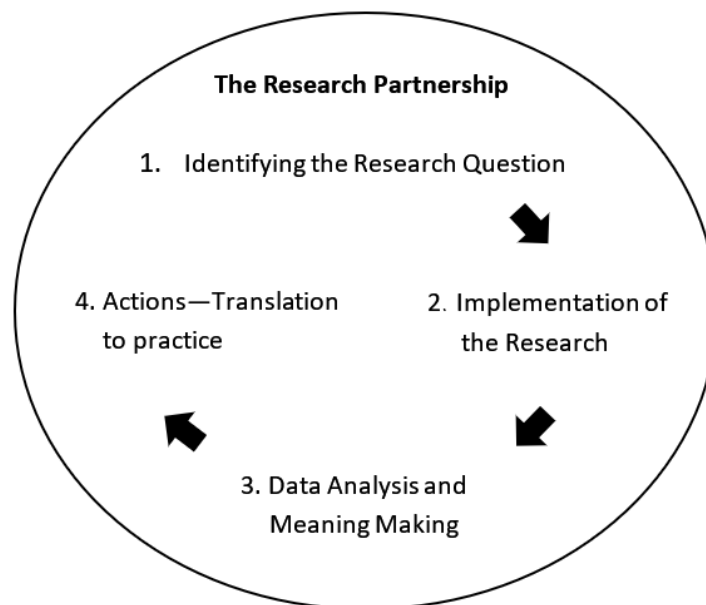 The Research Partnership
1. Identifying the Research Question
4. Actions—Translation
to practice
2. Implementation of
the Research
3. Data Analysis and
Meaning Making